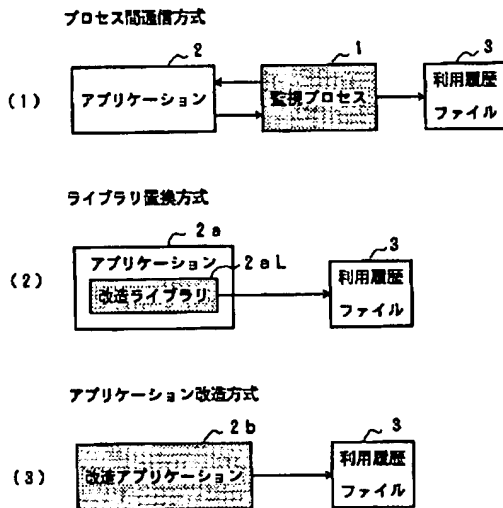 プロセス間通信方式
2 1 3
(1) アプリケーション 監視プロセス 利用履歴
ファイル
ライブラリ置換方式
2a
アプリケーション 2aL 3
(2) 改造ライブラリ 利用履歴
ファイル
アプリケーション改造方式
2b 3
(3) 改造アプリケーション 利用履歴
ファイル